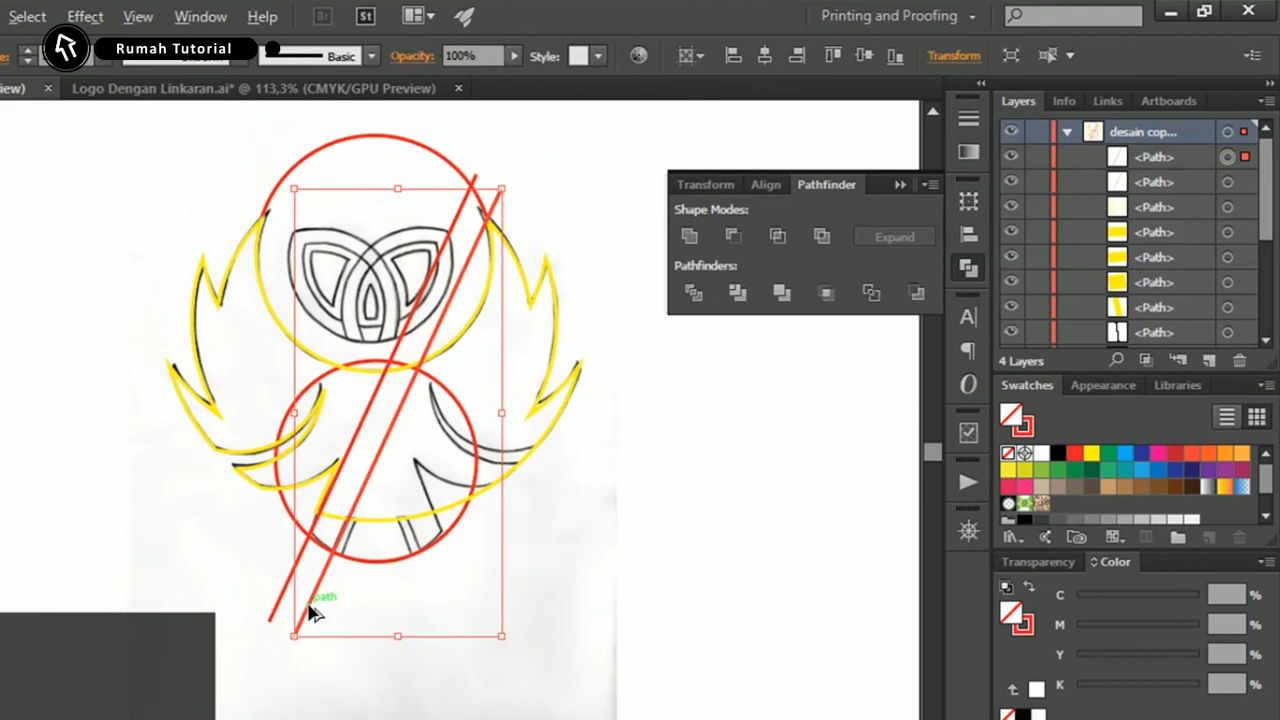 Select Effect View Window Help Br St Printing and Proofing
Rumah Tutorial
Basic Opacity: 100% Style: Transform
Logo Dengan Linkaran.ai* @ 113,3% (CMYK/GPU Preview)
Layers Info Links Artboards
desain cop...
<Path>
<Path>
<Path>
<Path>
<Path>
<Path>
<Path>
<Path>
4 Layers
Transform Align Pathfinder
Shape Modes:
Expand
Pathfinders:
Swatches Appearance Libraries
Transparency Color
C %
M %
Y %
K %
path